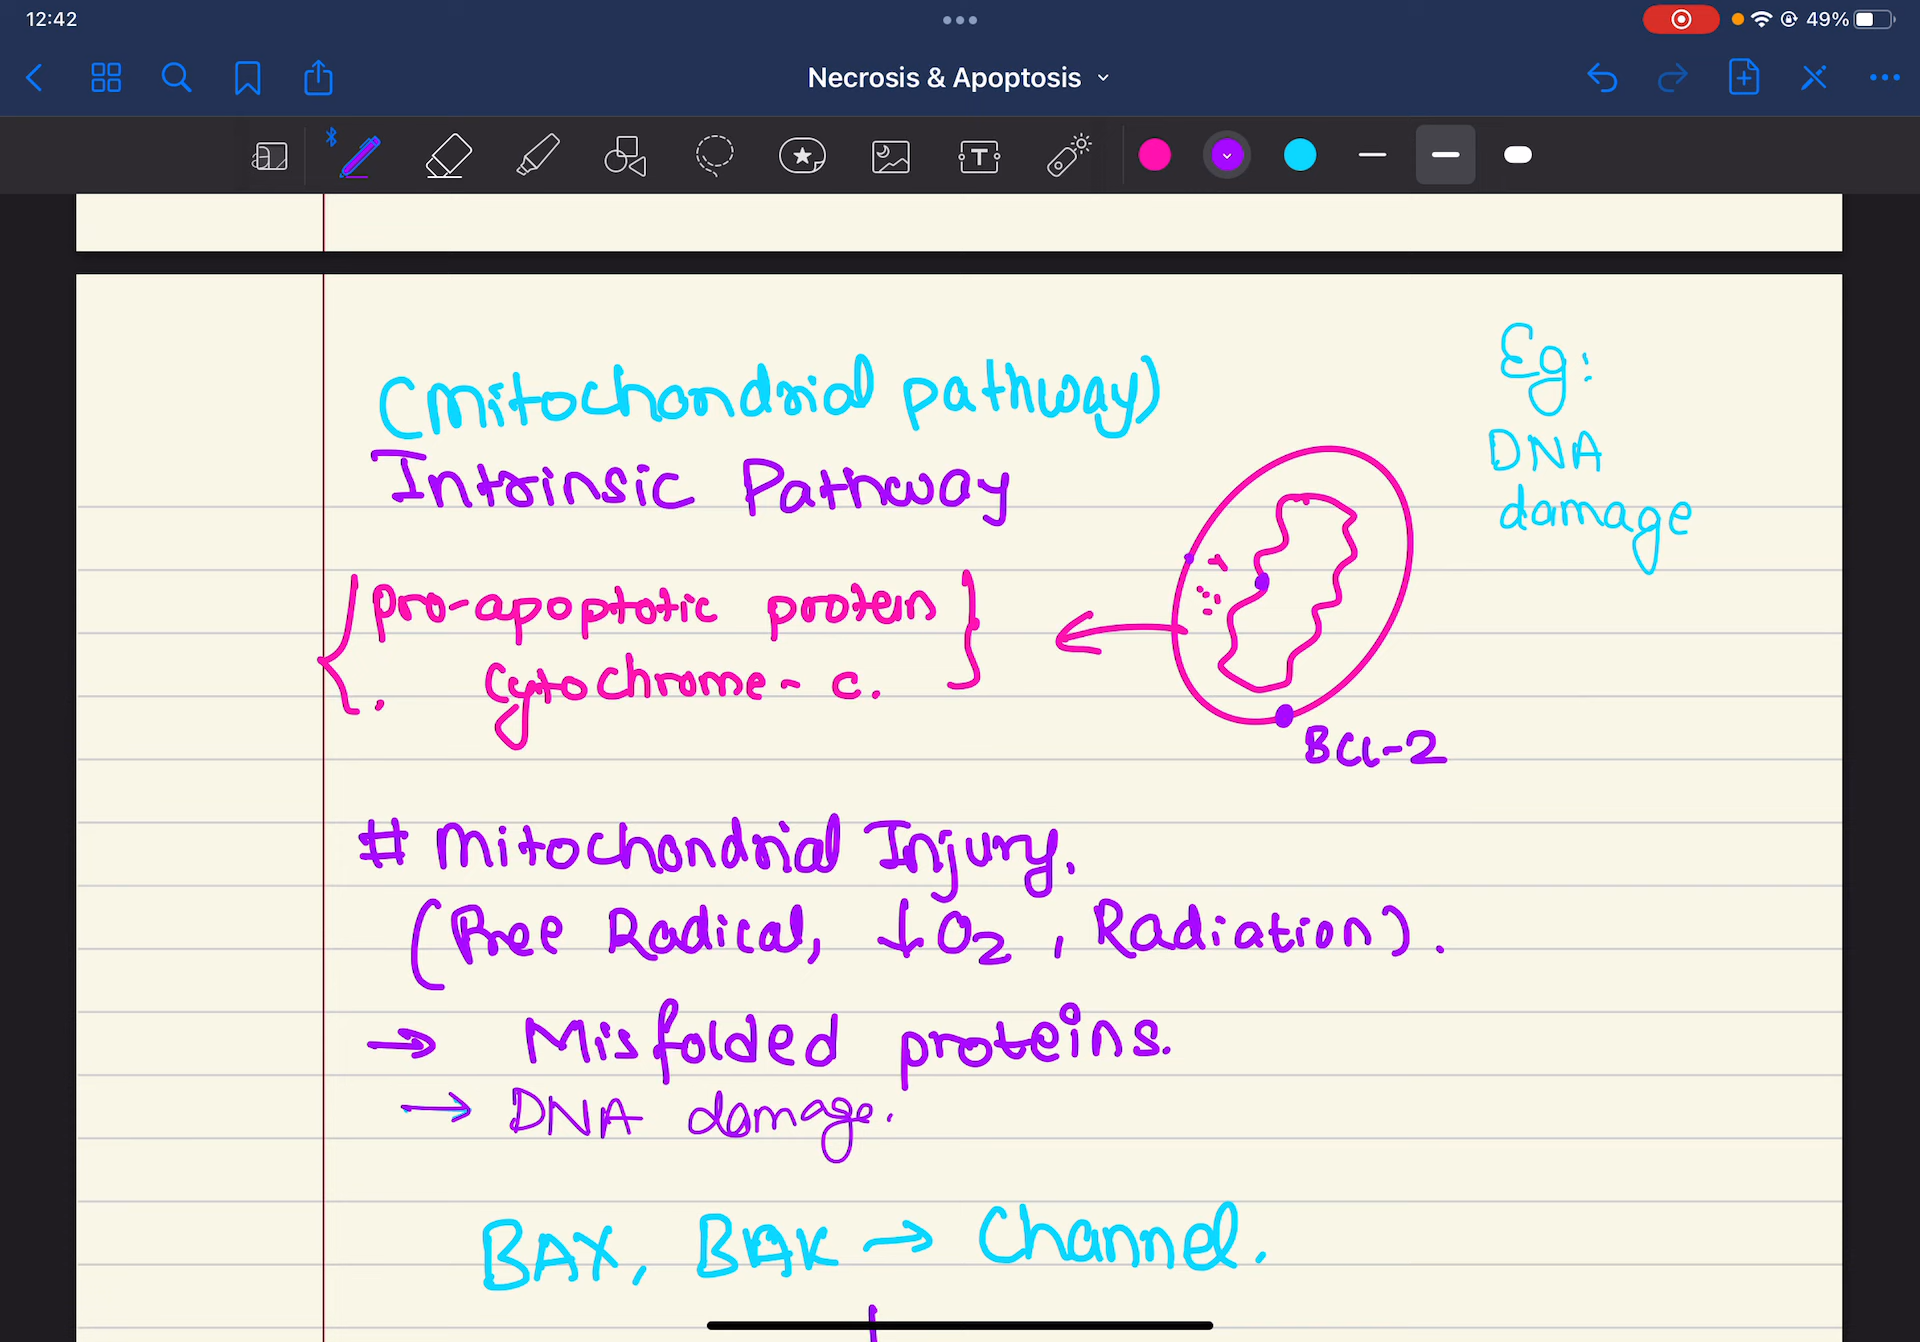 12:42
49%
Necrosis & Apoptosis
T
Eg:
DNA
damage
(Mitochondrial pathway)
Intrinsic Pathway
pro-apoptotic protein
Cytochrome- c.
BCL-2
# Mitochondrial Injury.
(Free Radical, ↓O2, Radiation).
→ Misfolded proteins.
→ DNA damage.
BAX, BAK → Channel.